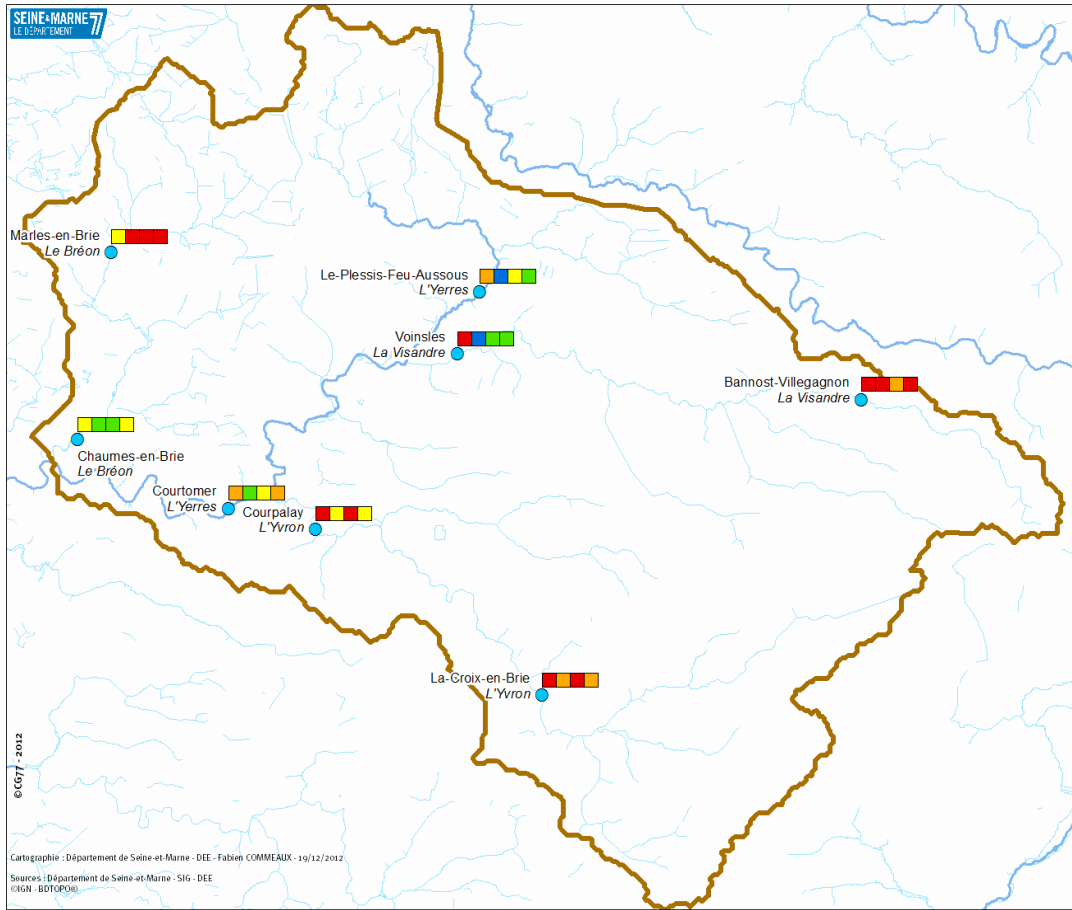 SEINE&MARNE 77
LE DÉPARTEMENT
Marles-en-Brie
Le Bréon
Le-Plessis-Feu-Aussous
L'Yerres
Voinsles
La Visandre
Bannost-Villegagnon
La Visandre
Chaumes-en-Brie
Le Bréon
Courtomer
L'Yerres
Courpalay
L'Yvron
La-Croix-en-Brie
L'Yvron
©CG77 - 2012
Cartographie : Département de Seine-et-Marne - DEE - Fabien COMMEAUX - 19/12/2012
Sources : Département de Seine-et-Marne - SIG - DEE
©IGN - BDTOPO®